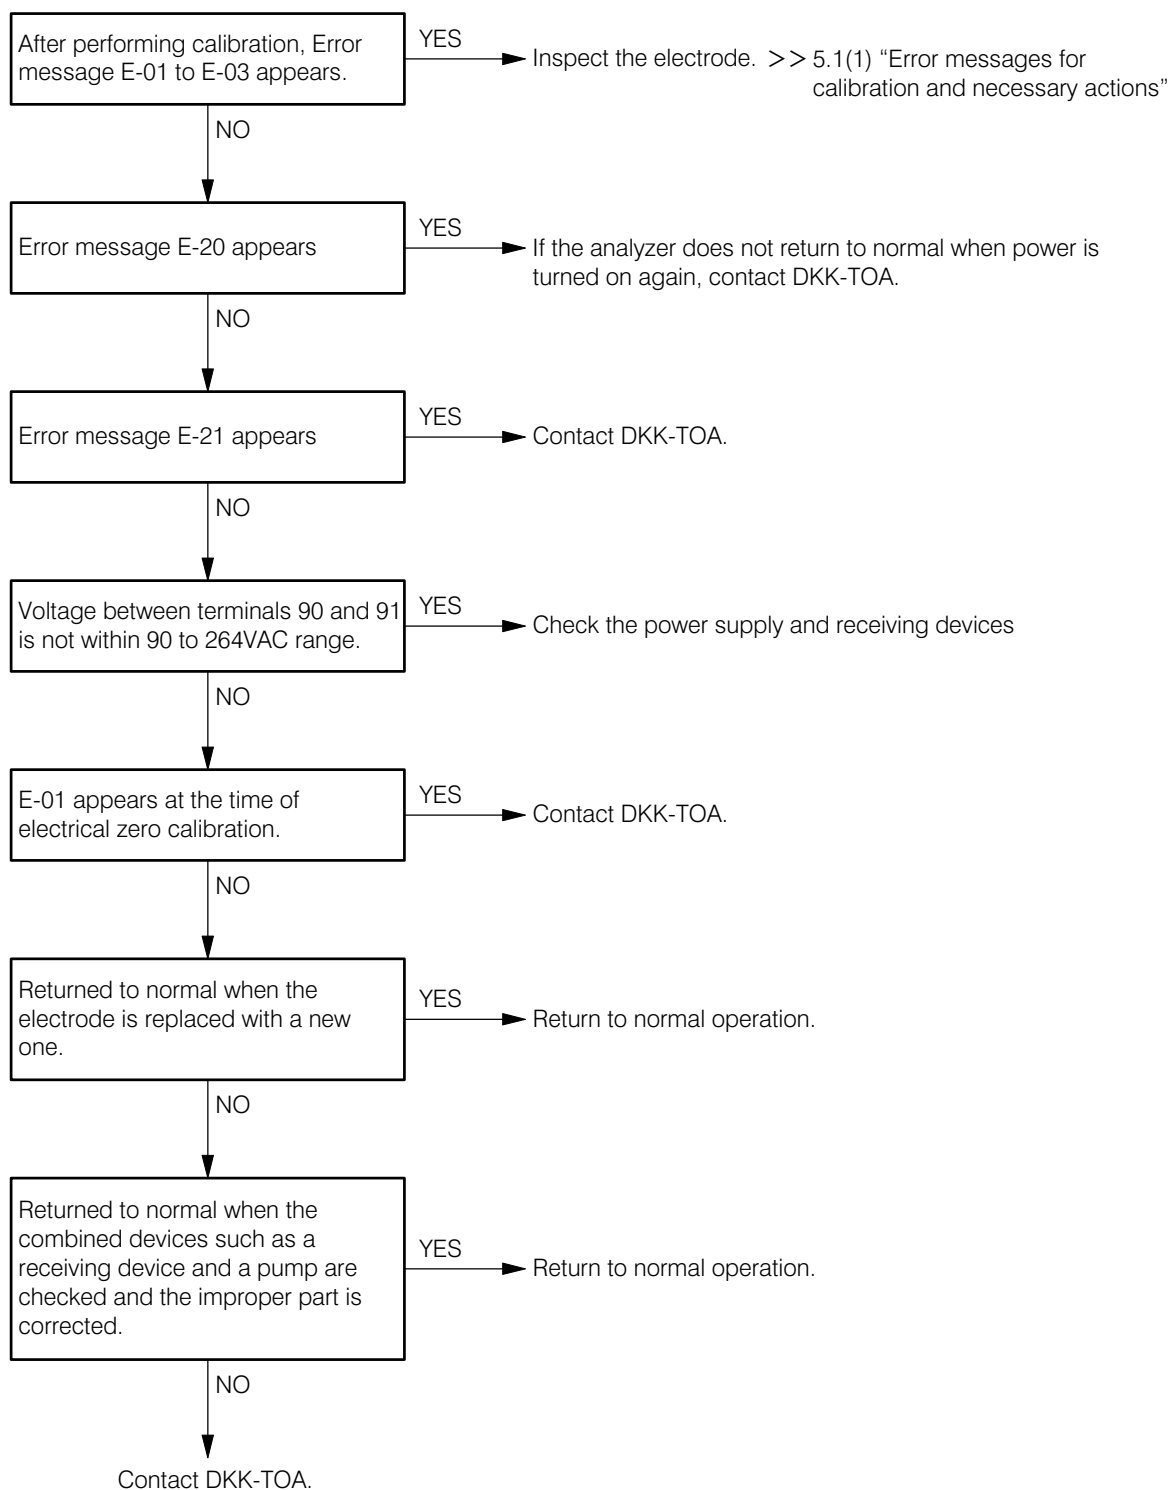 After performing calibration, Error
message E-01 to E-03 appears.
YES
Inspect the electrode. >> 5.1(1) “Error messages for
calibration and necessary actions”
NO
Error message E-20 appears
YES
If the analyzer does not return to normal when power is
turned on again, contact DKK-TOA.
NO
Error message E-21 appears
YES
Contact DKK-TOA.
NO
Voltage between terminals 90 and 91
is not within 90 to 264VAC range.
YES
Check the power supply and receiving devices
NO
E-01 appears at the time of
electrical zero calibration.
YES
Contact DKK-TOA.
NO
Returned to normal when the
electrode is replaced with a new
one.
YES
Return to normal operation.
NO
Returned to normal when the
combined devices such as a
receiving device and a pump are
checked and the improper part is
corrected.
YES
Return to normal operation.
NO
Contact DKK-TOA.